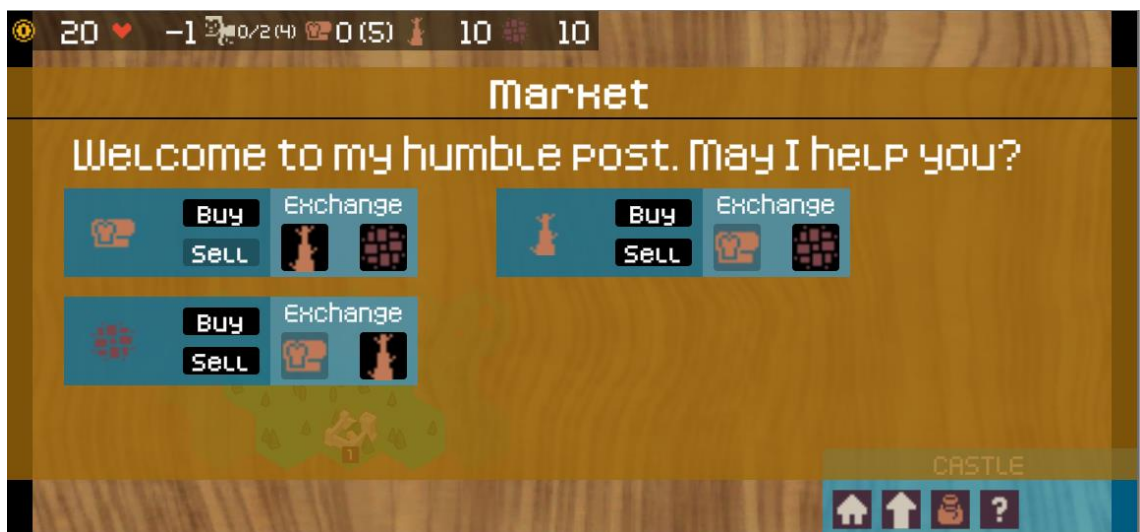 20 -1 0/2(4) 0(5) 10 10
Market
Welcome to my humble post. May I help you?
Buy Exchange
Sell
Buy Exchange
Sell
Buy Exchange
Sell
1
CASTLE
?